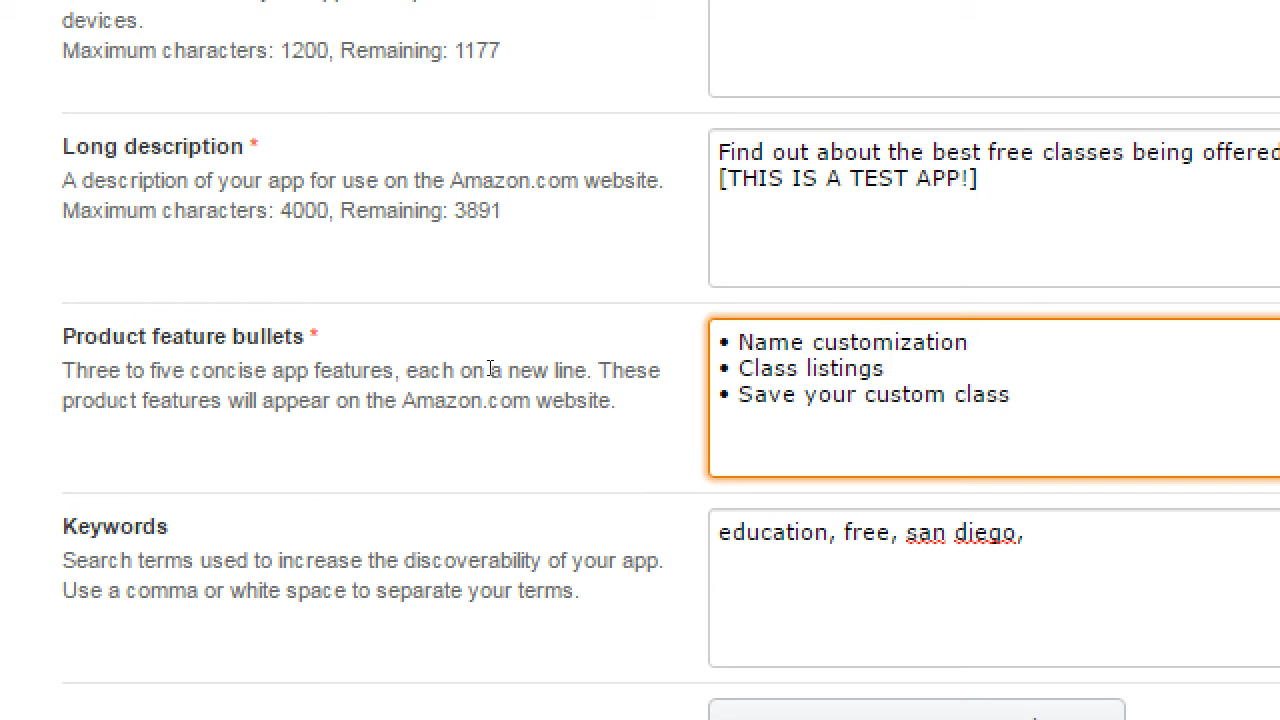 devices.
Maximum characters: 1200, Remaining: 1177
Long description *
A description of your app for use on the Amazon.com website.
Maximum characters: 4000, Remaining: 3891
Find out about the best free classes being offered
[THIS IS A TEST APP!]
Product feature bullets *
Three to five concise app features, each on a new line. These
product features will appear on the Amazon.com website.
• Name customization
• Class listings
• Save your custom class
Keywords
Search terms used to increase the discoverability of your app.
Use a comma or white space to separate your terms.
education, free, san diego,